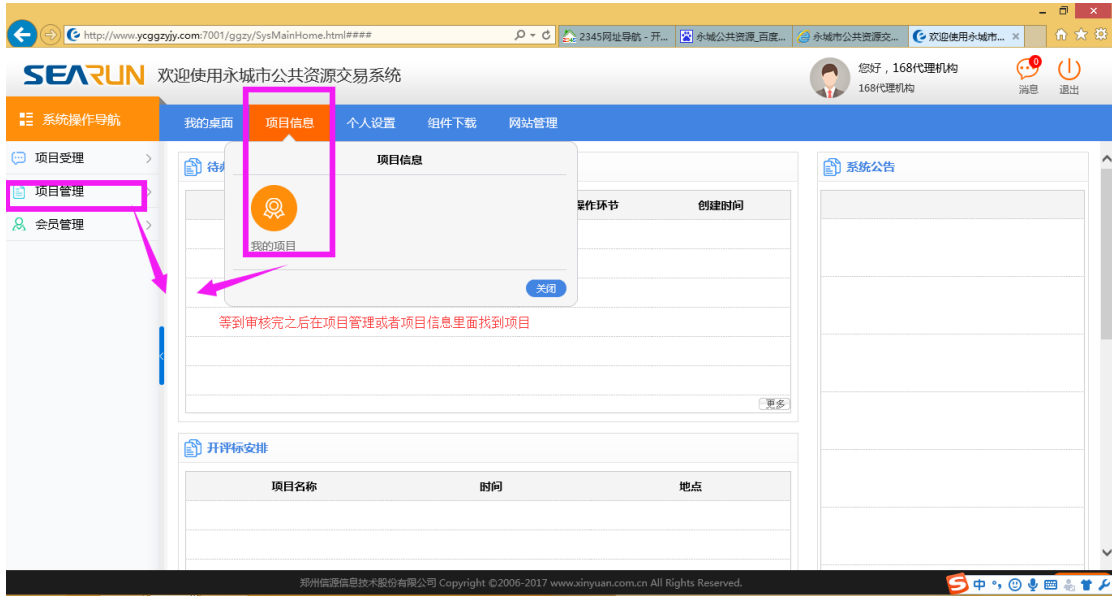 http://www.ycggzyjy.com:7001/ggzy/SysMainHome.html####
2345网址导航 - 开...
永城公共资源_百度...
永城市公共资源交...
欢迎使用永城市...
SEARUN 欢迎使用永城市公共资源交易系统
您好，168代理机构
168代理机构
0
消息
退出
系统操作导航
我的桌面 项目信息 个人设置 组件下载 网站管理
项目受理
项目管理
会员管理
待办
项目信息
我的项目
关闭
操作环节
创建时间
系统公告
等到审核完之后在项目管理或者项目信息里面找到项目
更多
开评标安排
项目名称 时间 地点
郑州信源信息技术股份有限公司 Copyright ©2006-2017 www.xinyuan.com.cn All Rights Reserved.
中